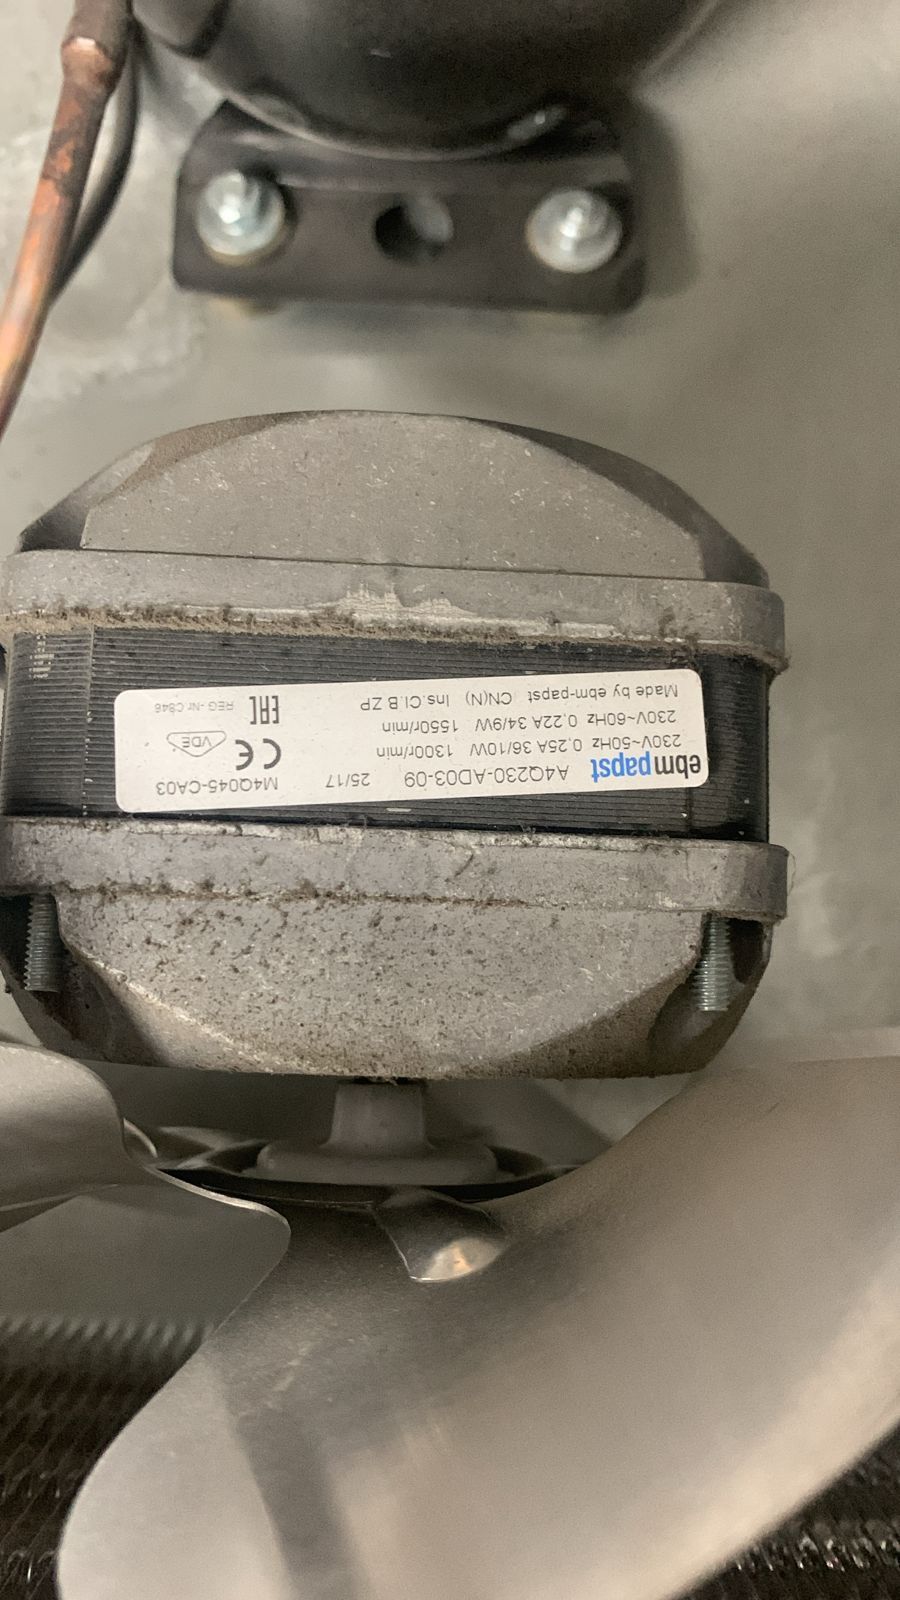 ebmpapst A4Q230-AD03-09 25/17 M4Q045-CA03
230V~50Hz 0,25A 36/10W 1300r/min
230V~60Hz 0,22A 34/9W 1550r/min
Made by ebm-papst CN(N) Ins.Cl.B ZP
CE VDE
EAC REG.-Nr.C846